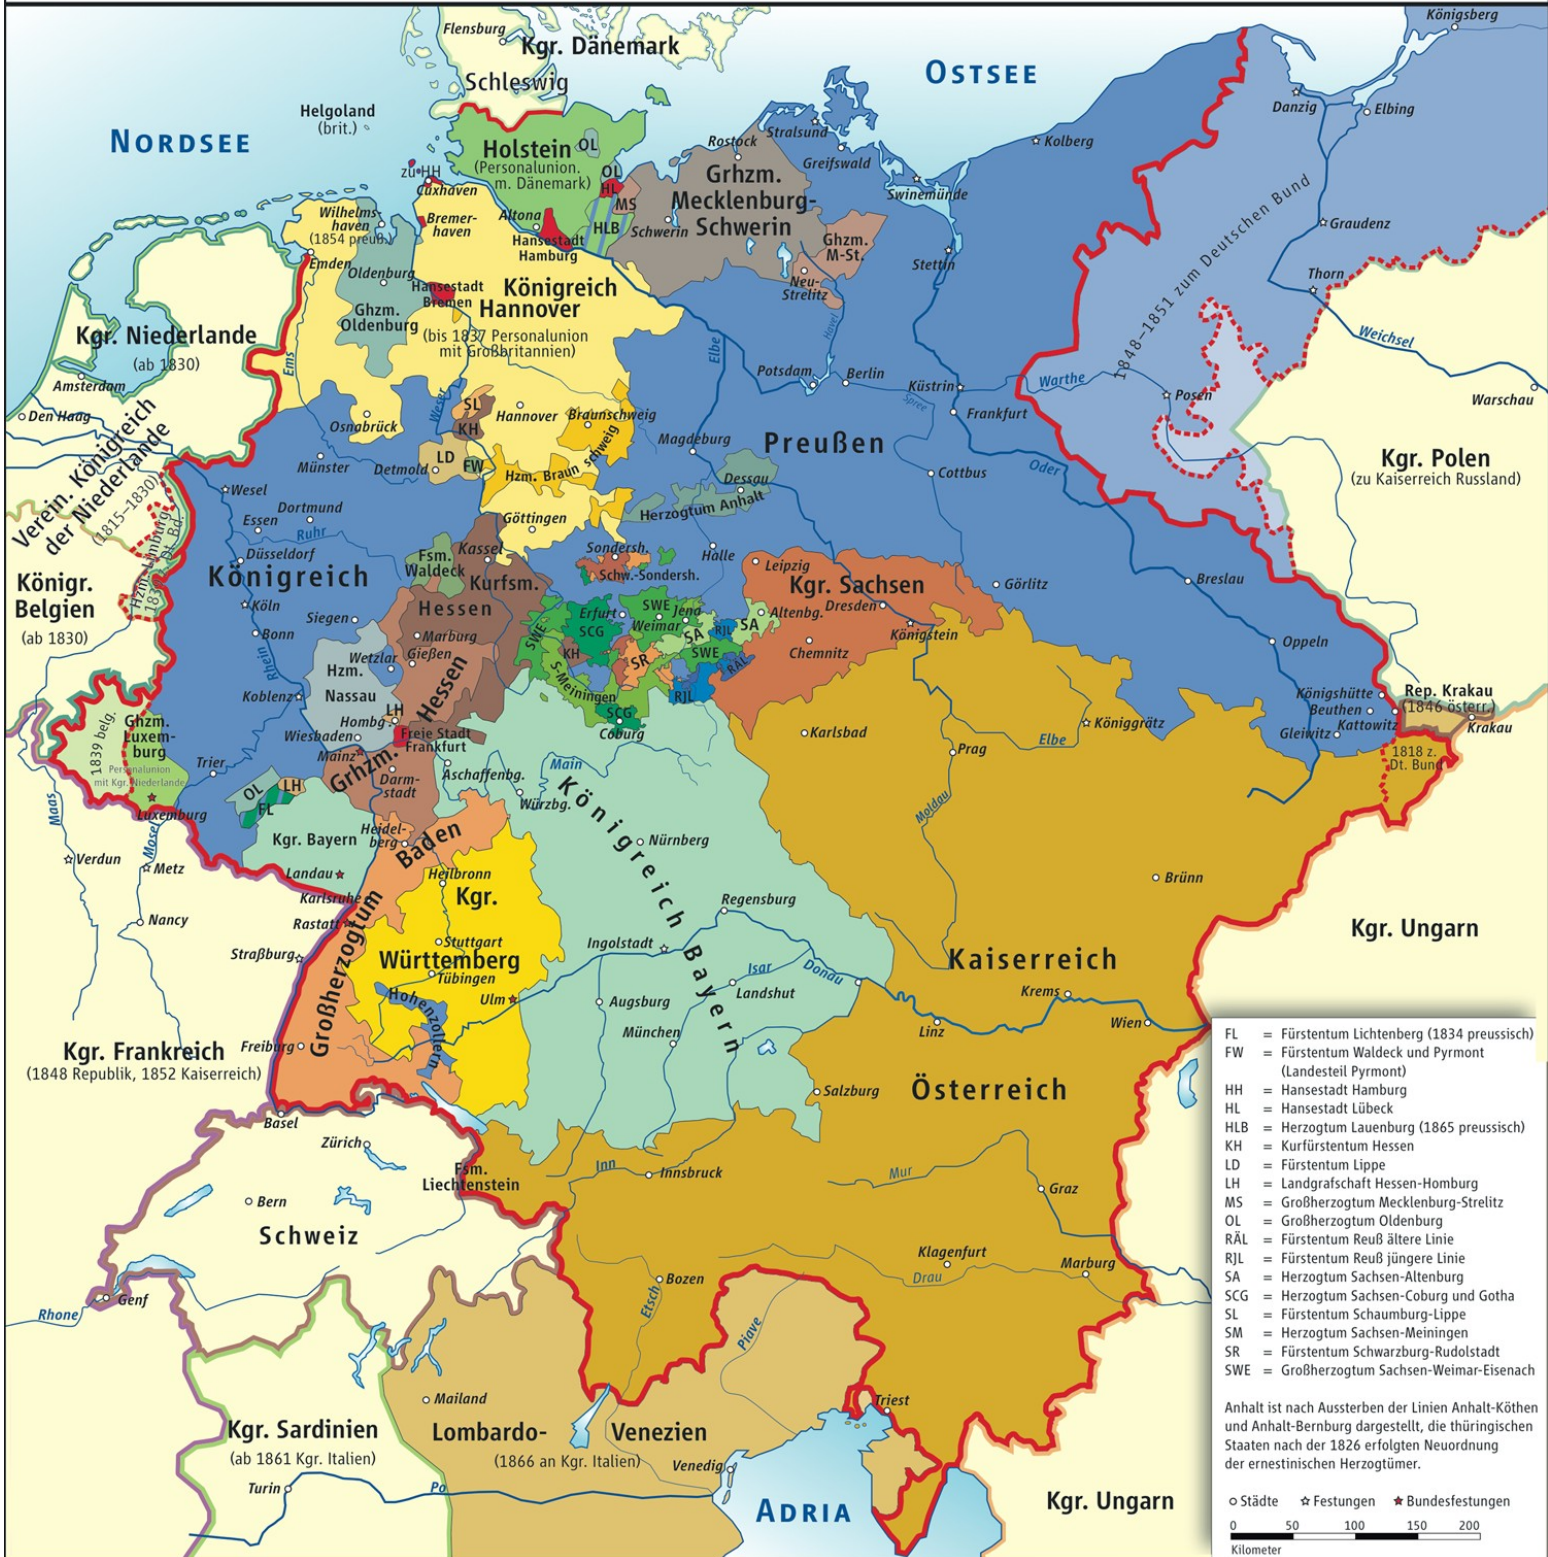 Königsberg
Flensburg
Kgr. Dänemark
OSTSEE
Schleswig
Danzig
Elbing
Helgoland
(brit.)
NORDSEE
Stralsund
Rostock
Kolberg
Holstein
OL
(Personalunion.
m. Dänemark)
Greifswald
zu HH
Cuxhaven
OL
HL
Grhzm.
Mecklenburg-
Schwerin
Swinemünde
MS
Wilhelms-
haven
(1854 preuß.)
Bremer-
haven
Altona
HLB
Schwerin
Graudenz
Hansestadt
Hamburg
Ghzm.
M-St.
Emden
Stettin
Oldenburg
Hansestadt
Bremen
Königreich
Hannover
Neu-
Strelitz
Thorn
1848–1851 zum Deutschen Bund
Ghzm.
Oldenburg
(bis 1837 Personalunion
mit Großbritannien)
Kgr. Niederlande
(ab 1830)
Havel
Elbe
Weichsel
Ems
Amsterdam
Potsdam
Berlin
Küstrin
Warthe
Posen
Warschau
Den Haag
Weser
SL
KH
Hannover
Braunschweig
Spree
Frankfurt
Osnabrück
Verein. Königreich
der Niederlande
(1815–1830)
Magdeburg
Preußen
Münster
Detmold
LD
FW
Hzm. Braunschweig
Dessau
Cottbus
Oder
Kgr. Polen
(zu Kaiserreich Russland)
Wesel
Herzogtum Anhalt
Dortmund
Essen
Ruhr
Göttingen
Hzm. Limburg
1839 Dt. Bd.
Düsseldorf
Fsm.
Waldeck
Kassel
Sondersh.
Halle
Schw.-Sondersh.
Leipzig
Kgr. Sachsen
Königr.
Belgien
(ab 1830)
Königreich
Kurfsm.
Hessen
Görlitz
Breslau
Köln
Siegen
Erfurt
SWE
Jena
Altenbg.
Dresden
SCG
Weimar
SA
RJL
SA
Königstein
Bonn
Marburg
SWE
KH
SR
SWE
RÄL
Chemnitz
Oppeln
Rhein
Wetzlar
Gießen
Hzm.
Nassau
S-Meiningen
RJL
Koblenz
Hessen
LH
Hombg
SCG
Coburg
Königshütte
Beuthen
Kattowitz
Gleiwitz
Rep. Krakau
(1846 österr.)
Krakau
1839 belg.
Ghzm.
Luxem-
burg
Personalunion
mit Kgr. Niederlande
Wiesbaden
Freie Stadt
Frankfurt
Karlsbad
Prag
Elbe
Königgrätz
1818 z.
Dt. Bund
Trier
Mainz
Grhzm.
Darm-
stadt
Aschaffenbg.
Main
Luxemburg
OL
LH
FL
Würzbg.
Moldau
Maas
Mosel
Kgr. Bayern
Heidel-
berg
Baden
Königreich Bayern
Nürnberg
Verdun
Metz
Landau
Heilbronn
Brünn
Karlsruhe
Kgr.
Regensburg
Nancy
Rastatt
Straßburg
Stuttgart
Ingolstadt
Kgr. Ungarn
Württemberg
Tübingen
Isar
Donau
Kaiserreich
Großherzogtum
Hohenzollern
Ulm
Augsburg
Landshut
Krems
Linz
Wien
München
Freiburg
Kgr. Frankreich
(1848 Republik, 1852 Kaiserreich)
Salzburg
Österreich
Basel
Zürich
Fsm.
Liechtenstein
Inn
Innsbruck
Mur
Graz
Bern
Schweiz
Klagenfurt
Drau
Marburg
Bozen
Etsch
Genf
Rhone
Piave
Mailand
Triest
Kgr. Sardinien
(ab 1861 Kgr. Italien)
Lombardo-
Venezien
(1866 an Kgr. Italien)
Venedig
Turin
Po
ADRIA
Kgr. Ungarn
FL = Fürstentum Lichtenberg (1834 preussisch)
FW = Fürstentum Waldeck und Pyrmont
(Landesteil Pyrmont)
HH = Hansestadt Hamburg
HL = Hansestadt Lübeck
HLB = Herzogtum Lauenburg (1865 preussisch)
KH = Kurfürstentum Hessen
LD = Fürstentum Lippe
LH = Landgrafschaft Hessen-Homburg
MS = Großherzogtum Mecklenburg-Strelitz
OL = Großherzogtum Oldenburg
RÄL = Fürstentum Reuß ältere Linie
RJL = Fürstentum Reuß jüngere Linie
SA = Herzogtum Sachsen-Altenburg
SCG = Herzogtum Sachsen-Coburg und Gotha
SL = Fürstentum Schaumburg-Lippe
SM = Herzogtum Sachsen-Meiningen
SR = Fürstentum Schwarzburg-Rudolstadt
SWE = Großherzogtum Sachsen-Weimar-Eisenach
Anhalt ist nach Aussterben der Linien Anhalt-Köthen
und Anhalt-Bernburg dargestellt, die thüringischen
Staaten nach der 1826 erfolgten Neuordnung
der ernestinischen Herzogtümer.
Städte
Festungen
Bundesfestungen
0 50 100 150 200
Kilometer